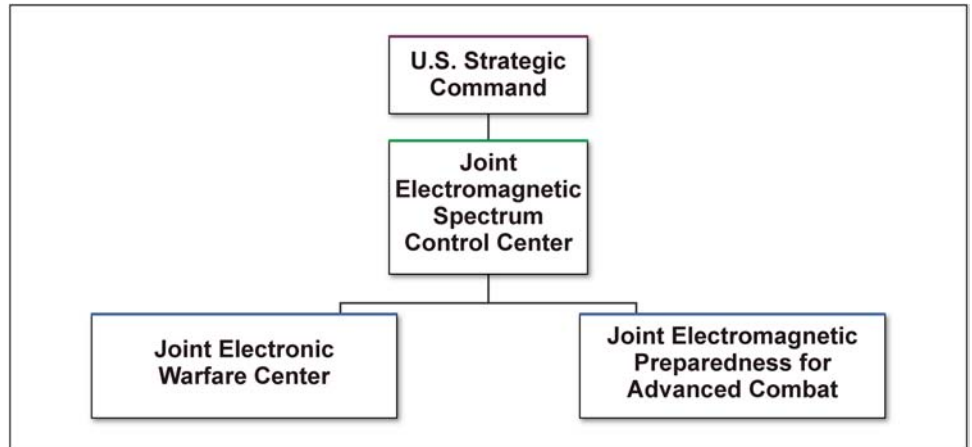 U.S. Strategic
Command
Joint
Electromagnetic
Spectrum
Control Center
Joint Electronic
Warfare Center
Joint Electromagnetic
Preparedness for
Advanced Combat